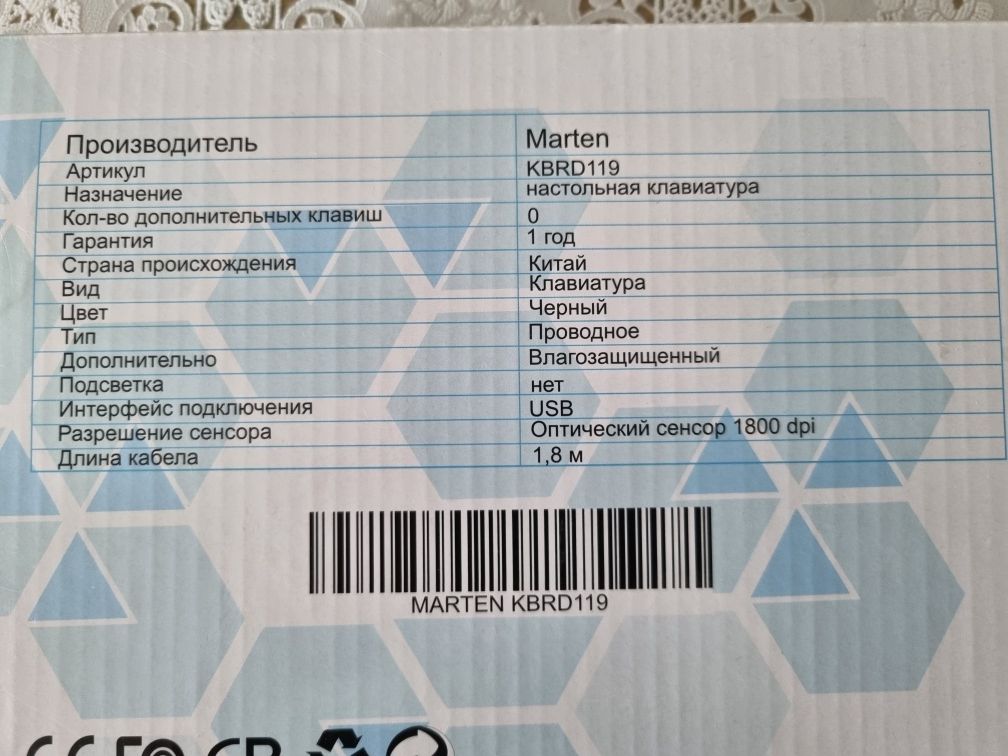 Производитель Marten
Артикул KBRD119
Назначение настольная клавиатура
Кол-во дополнительных клавиш 0
Гарантия 1 год
Страна происхождения Китай
Вид Клавиатура
Цвет Черный
Тип Проводное
Дополнительно Влагозащищенный
Подсветка нет
Интерфейс подключения USB
Разрешение сенсора Оптический сенсор 1800 dpi
Длина кабела 1,8 м
MARTEN KBRD119